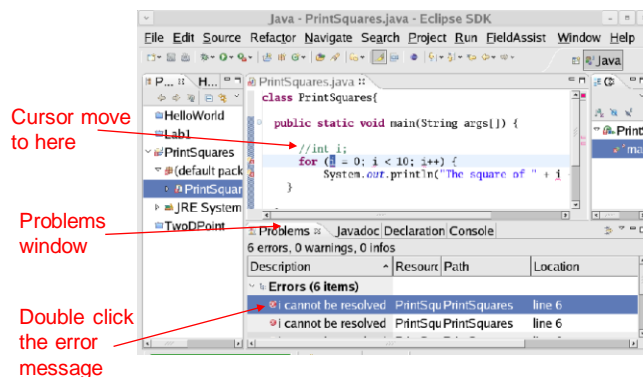 Java - PrintSquares.java - Eclipse SDK
File Edit Source Refactor Navigate Search Project Run FieldAssist Window Help
Java
P... H...
PrintSquares.java
HelloWorld
Lab1
PrintSquares
(default pack
PrintSquar
JRE System
TwoDPoint
class PrintSquares{
public static void main(String args[]) {
//int i;
for (i = 0; i < 10; i++) {
System.out.println("The square of " + i
}
Print
ma
Cursor move
to here
Problems
window
Double click
the error
message
Problems Javadoc Declaration Console
6 errors, 0 warnings, 0 infos
Description Resourc Path Location
Errors (6 items)
i cannot be resolved PrintSqu PrintSquares line 6
i cannot be resolved PrintSqu PrintSquares line 6